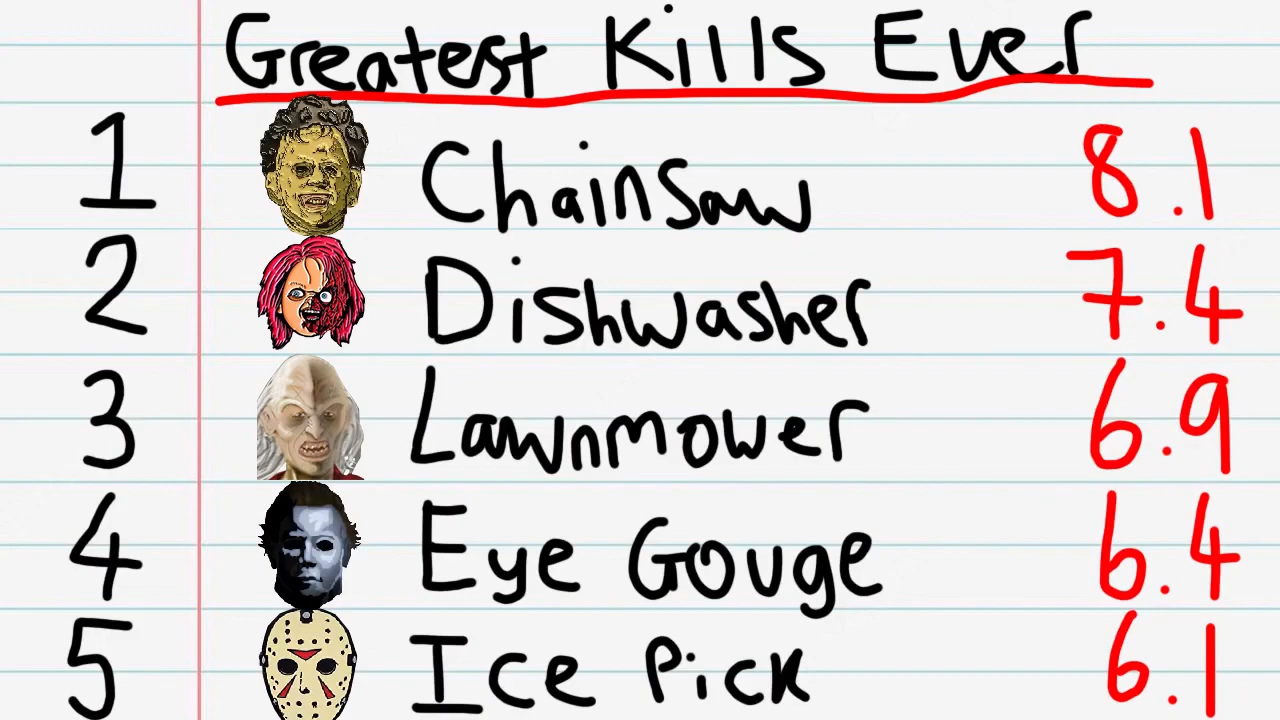 Greatest Kills Ever
1 Chainsaw 8.1
2 Dishwasher 7.4
3 Lawnmower 6.9
4 Eye Gouge 6.4
5 Ice Pick 6.1